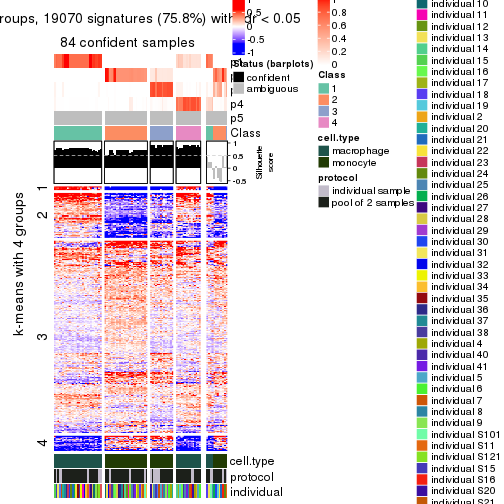 roups, 19070 signatures (75.8%) with
r < 0.05
84 confident samples
p4
p5
Class
1
0.5
0
-0.5
Silhouette
score
k-means with 4 groups
1
2
3
4
cell.type
protocol
individual
0
-0.5
-1
Status (barplots)
confident
ambiguous
0.8
0.6
0.4
0.2
0
Class
1
2
3
4
cell.type
macrophage
monocyte
protocol
individual sample
pool of 2 samples
individual 10
individual 11
individual 12
individual 13
individual 14
individual 15
individual 16
individual 17
individual 18
individual 19
individual 2
individual 20
individual 21
individual 22
individual 23
individual 24
individual 25
individual 26
individual 27
individual 28
individual 29
individual 30
individual 31
individual 32
individual 33
individual 34
individual 35
individual 36
individual 37
individual 38
individual 4
individual 40
individual 41
individual 5
individual 6
individual 7
individual 8
individual 9
individual S101
individual S11
individual S121
individual S15
individual S16
individual S20
individual S21